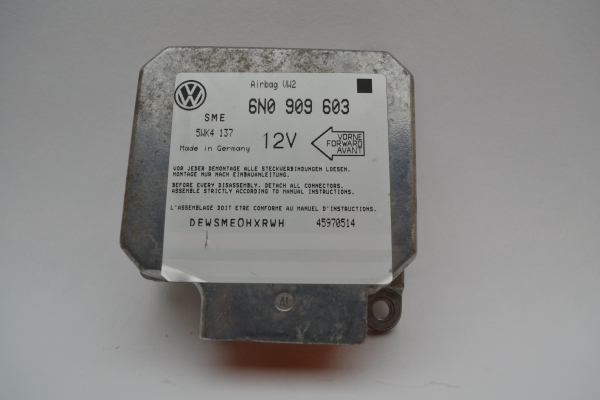 Airbag VW2
6N0 909 603
SME
5WK4 137
Made in Germany
12V
VORNE
FORWARD
AVANT
VOR JEDER DEMONTAGE ALLE STECKVERBINDUNGEN LOESEN.
MONTAGE NUR NACH EINBAUANLEITUNG.
BEFORE EVERY DISASSEMBLY, DETACH ALL CONNECTORS.
ASSEMBLE STRICTLY ACCORDING TO MANUAL INSTRUCTIONS.
L'ASSEMBLAGE DOIT ETRE CONFORME AU MANUEL D'INSTRUCTIONS.
DEWSMEOHXRWH 45970514
Al